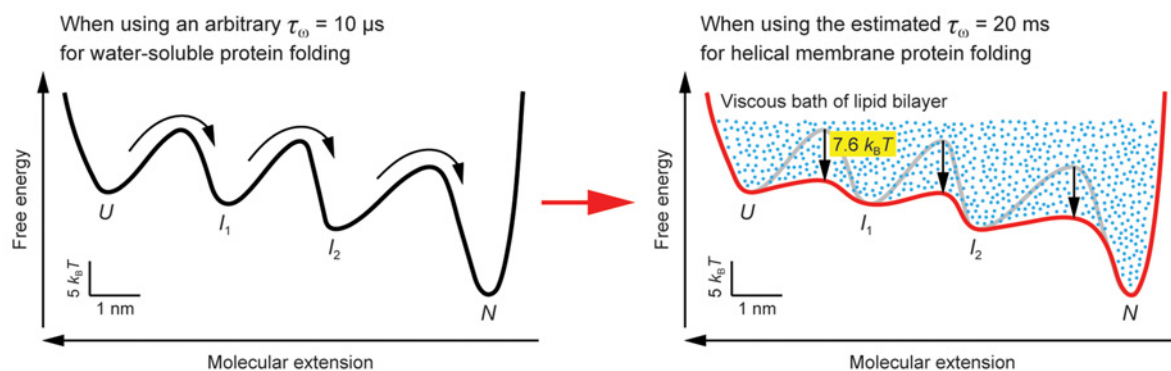 When using an arbitrary τω = 10 µs
for water-soluble protein folding
Free energy
U
I1
I2
N
5 kBT
1 nm
Molecular extension
When using the estimated τω = 20 ms
for helical membrane protein folding
Viscous bath of lipid bilayer
7.6 kBT
Free energy
U
I1
I2
N
5 kBT
1 nm
Molecular extension